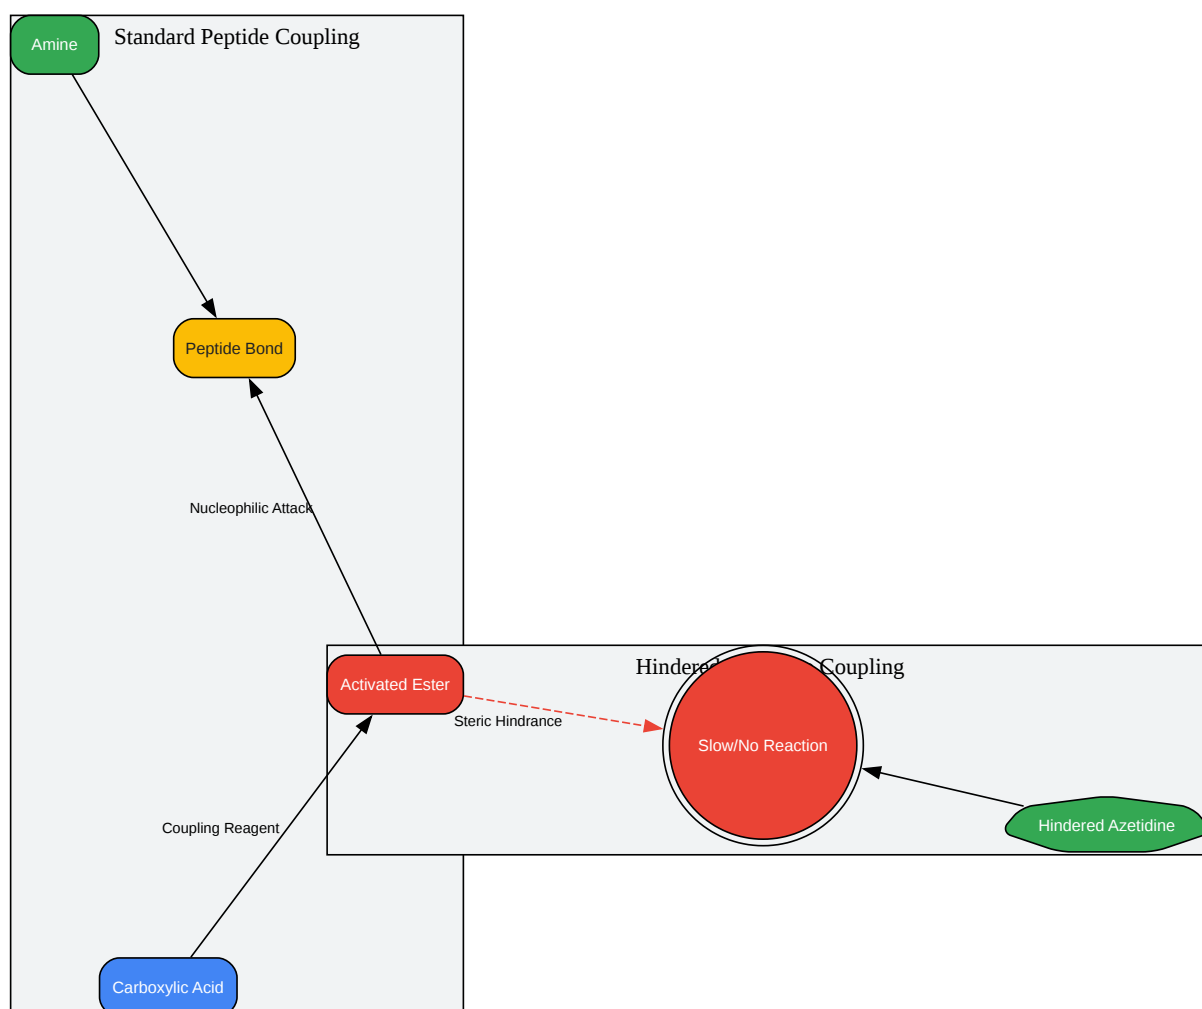 Amine
Standard Peptide Coupling
Peptide Bond
Nucleophilic Attack
Hindered Coupling
Activated Ester
Steric Hindrance
Slow/No Reaction
Coupling Reagent
Hindered Azetidine
Carboxylic Acid